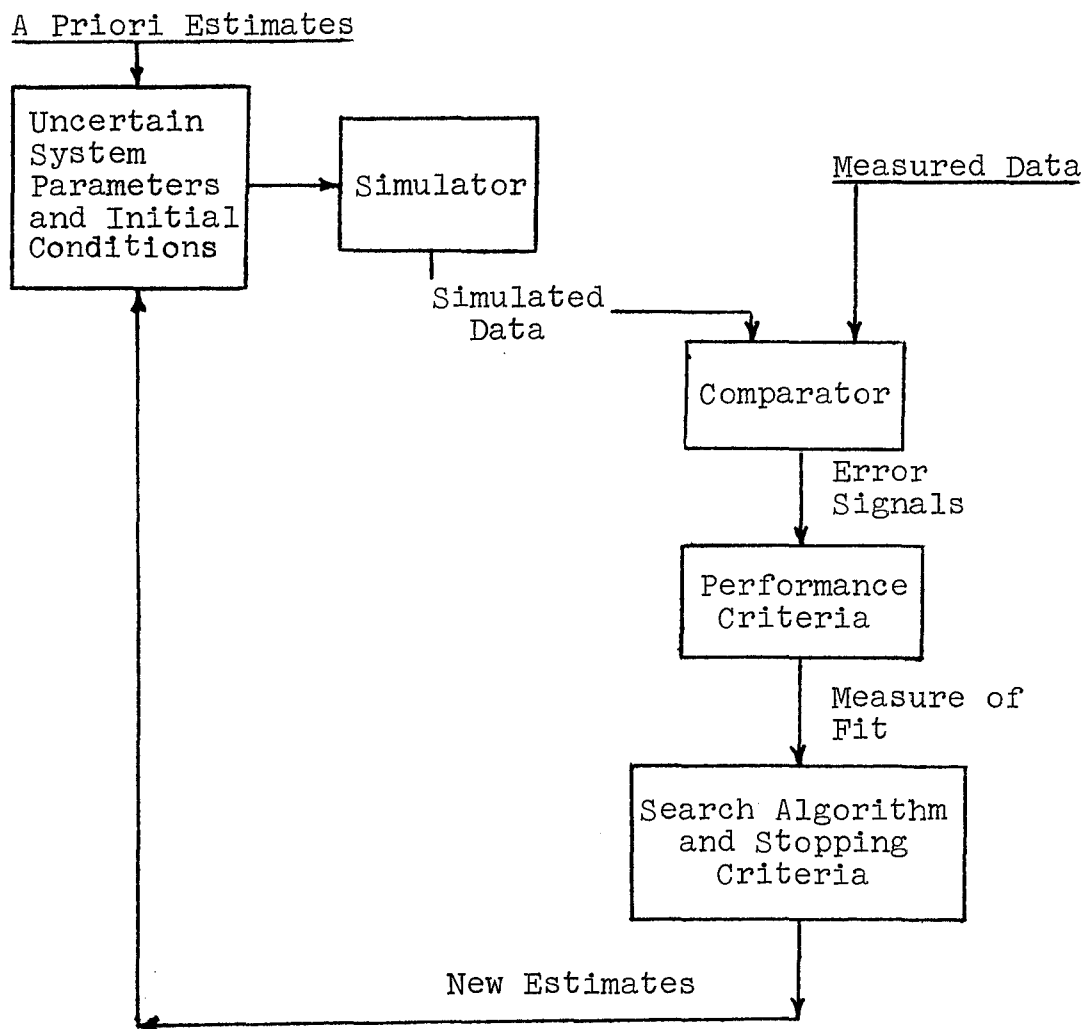 A Priori Estimates
Uncertain
System
Parameters
and Initial
Conditions
Simulator
Measured Data
Simulated
Data
Comparator
Error
Signals
Performance
Criteria
Measure of
Fit
Search Algorithm
and Stopping
Criteria
New Estimates